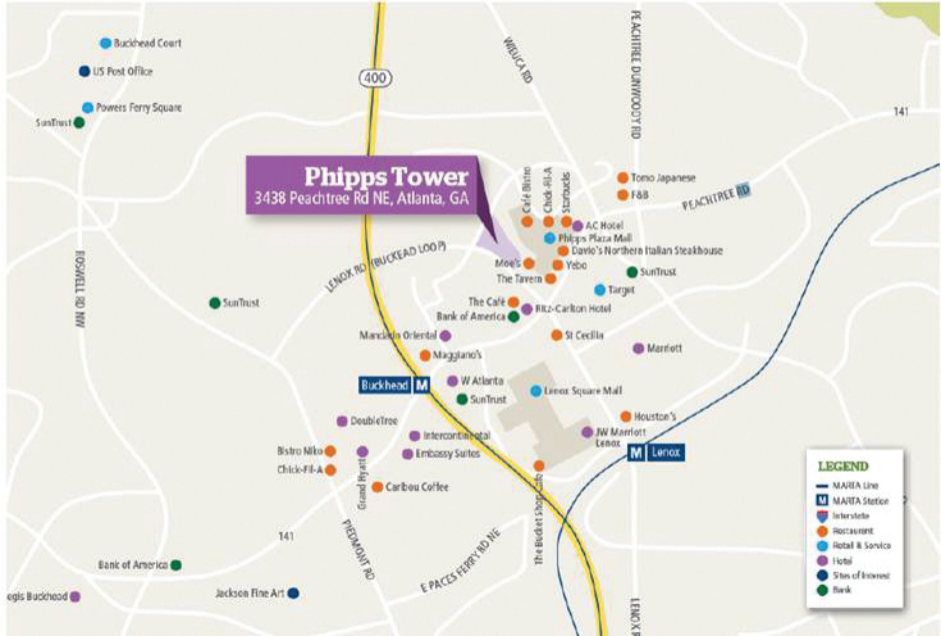 Buckhead Court
US Post Office
Powers Ferry Square
SunTrust
400
WIEUCA RD
PEACHTREE DUNWOODY RD
141
Phipps Tower
3438 Peachtree Rd NE, Atlanta, GA
Café Bistro
Chick-Fil-A
Starbucks
Tomo Japanese
F&B
PEACHTREE RD
AC Hotel
Phipps Plaza Mall
Davio's Northern Italian Steakhouse
Moe's
Yebo
The Tavern
SunTrust
Target
ROSWELL RD NW
LENOX RD (BUCKEAD LOOP)
SunTrust
The Café
Ritz-Carlton Hotel
Bank of America
Mandarin Oriental
St Cecilia
Marriott
Maggiano's
Buckhead M
W Atlanta
SunTrust
Lenox Square Mall
DoubleTree
Houston's
Intercontinental
JW Marriott
Lenox
Bistro Niko
Grand Hyatt
Embassy Suites
M Lenox
Chick-Fil-A
Caribou Coffee
The Bucket Shop Cafe
141
PIEDMONT RD
E PACES FERRY RD NE
Bank of America
Jackson Fine Art
egis Buckhead
LENOX R
LEGEND
MARTA Line
M MARTA Station
Interstate
Restaurant
Retail & Service
Hotel
Sites of Interest
Bank